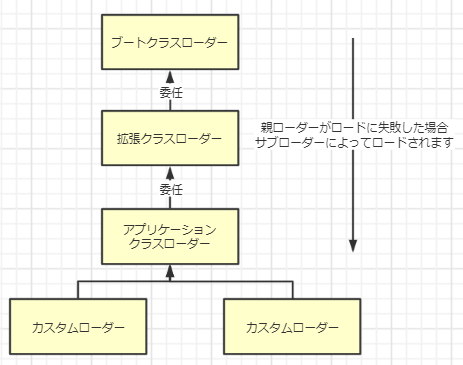 ブートクラスローダー
委任
拡張クラスローダー
親ローダーがロードに失敗した場合
サブローダーによってロードされます
委任
アプリケーション
クラスローダー
カスタムローダー
カスタムローダー